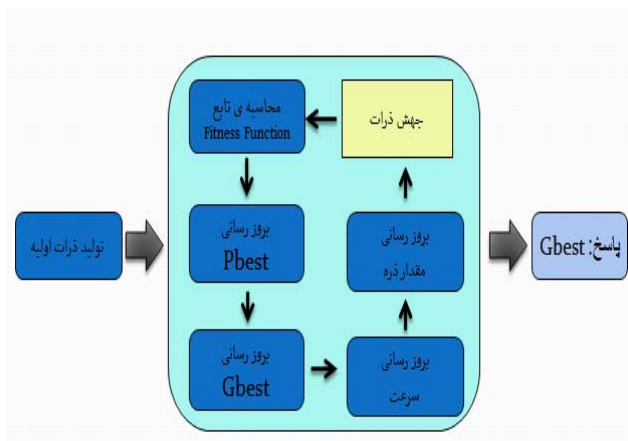 تولید ذرات اولیه
محاسبه ی تابع
Fitness Function
بروز رسانی
Pbest
بروز رسانی
Gbest
بروز رسانی
سرعت
بروز رسانی
مقدار ذره
جهش ذرات
پاسخ: Gbest